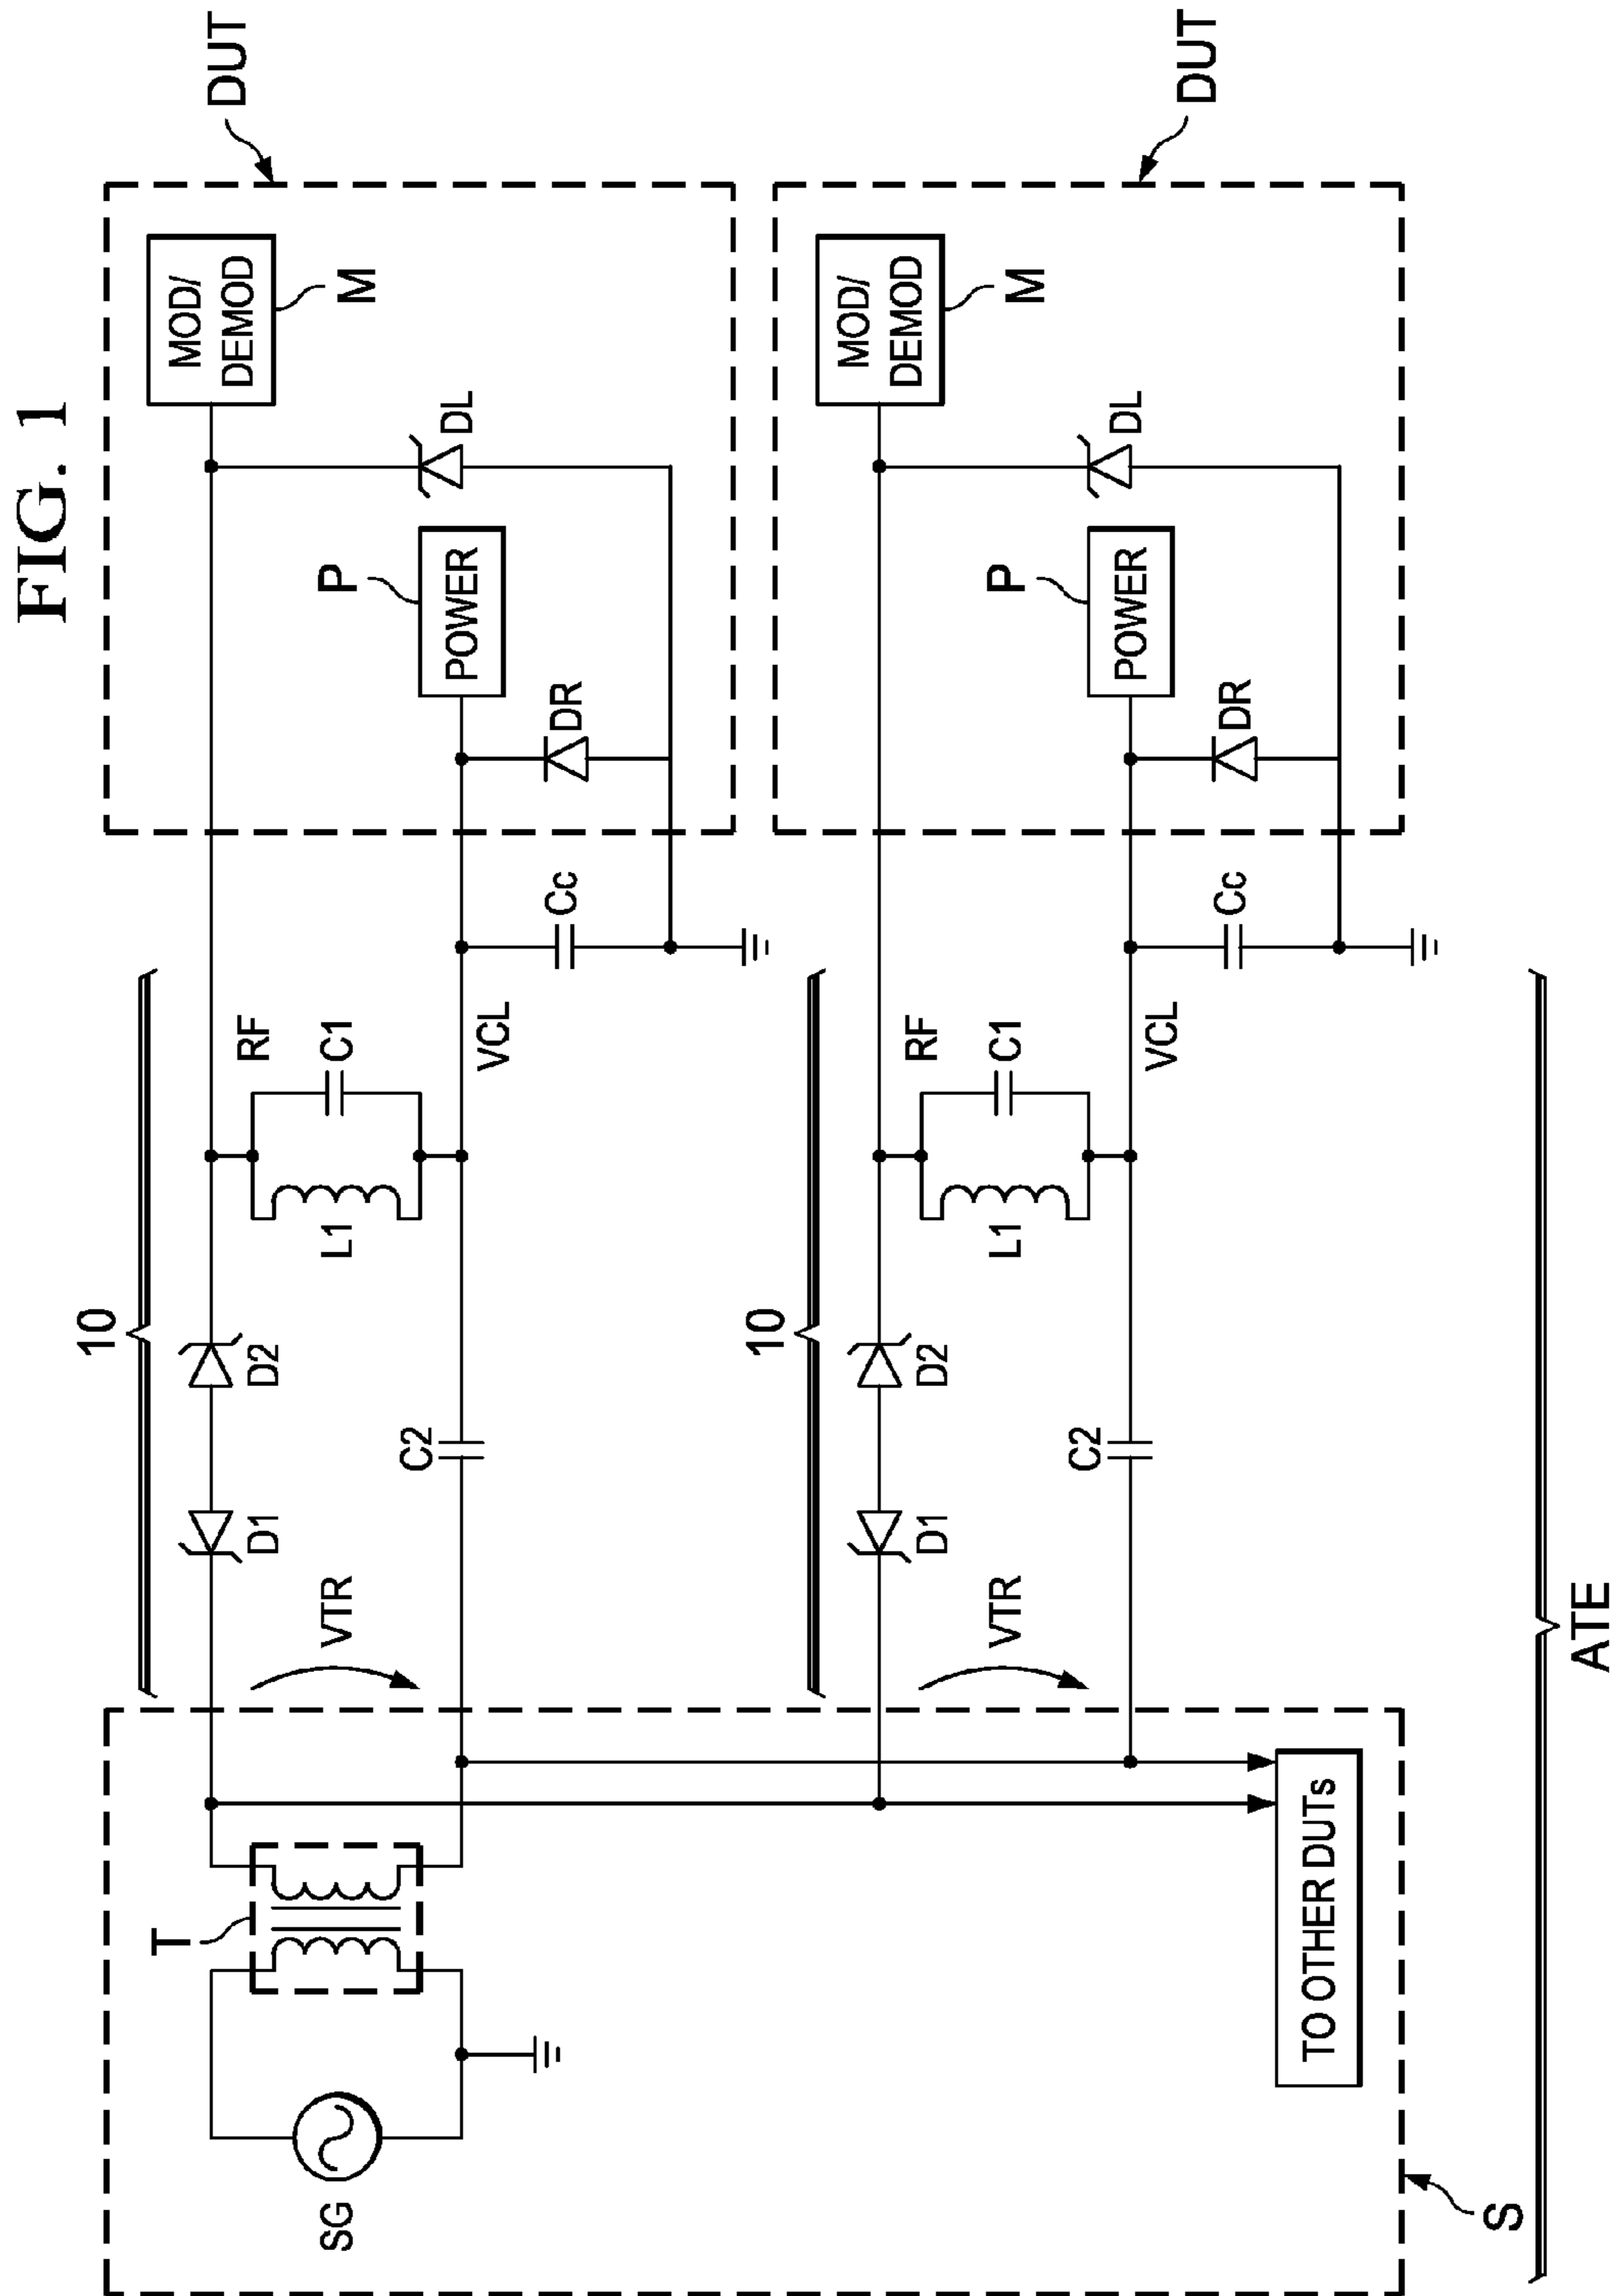 FIG. 1
DUT
MOD/
DEMOD
M
DL
P
POWER
DR
Cc
10
RF
C1
VCL
L1
D2
C2
D1
VTR
T
SG
DUT
MOD/
DEMOD
M
DL
P
POWER
DR
Cc
10
RF
C1
VCL
L1
D2
C2
D1
VTR
TO OTHER DUTs
S
ATE